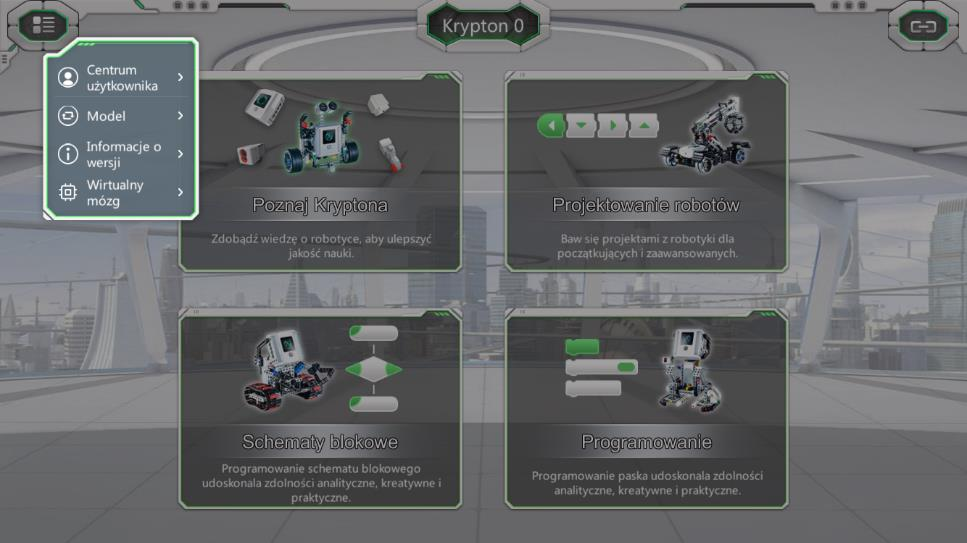 Krypton 0
Centrum
użytkownika
Model
Informacje o
wersji
Wirtualny
mózg
Poznaj Kryptona
Zdobądź wiedzę o robotyce, aby ulepszyć
jakość nauki.
Projektowanie robotów
Baw się projektami z robotyki dla
początkujących i zaawansowanych.
Schematy blokowe
Programowanie schematu blokowego
udoskonala zdolności analityczne, kreatywne i
praktyczne.
Programowanie
Programowanie paska udoskonala zdolności
analityczne, kreatywne i praktyczne.